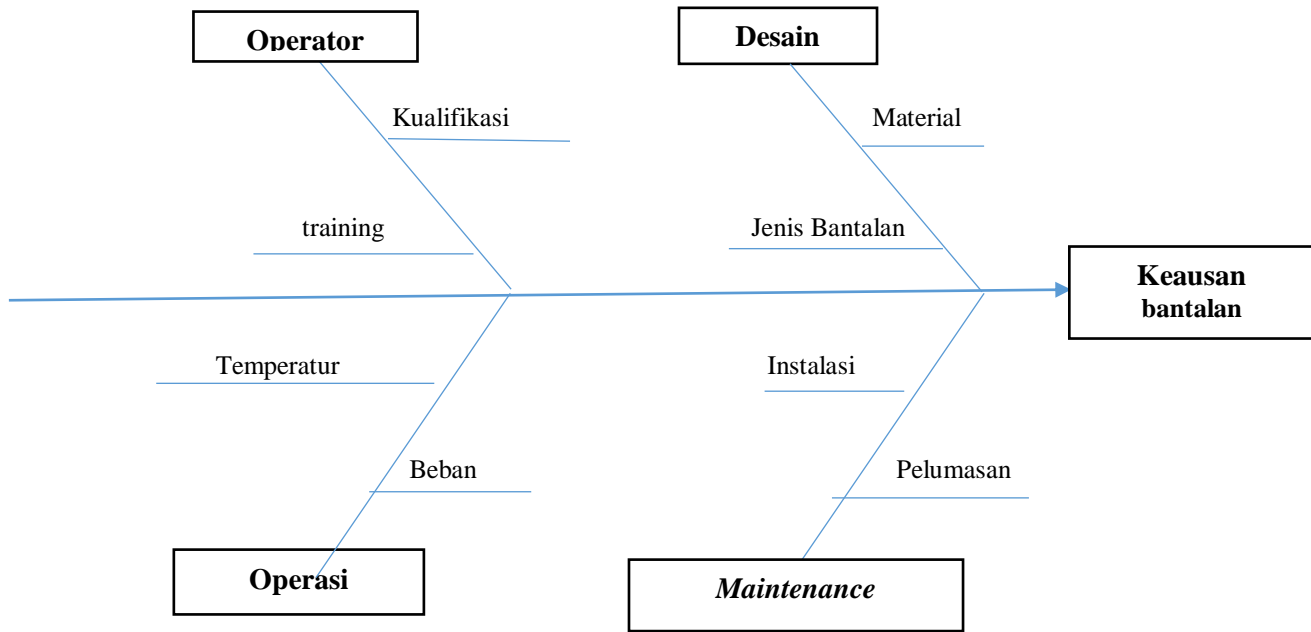 Operator
Desain
Kualifikasi
Material
training
Jenis Bantalan
Keausan
bantalan
Temperatur
Instalasi
Beban
Pelumasan
Operasi
Maintenance